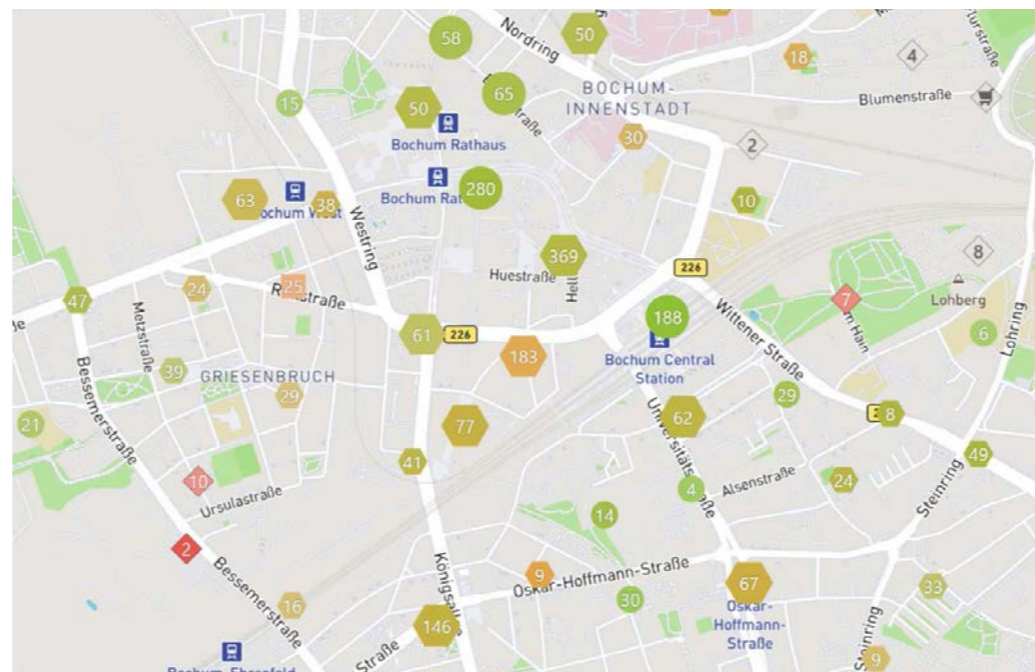 58
Nordring
50
18
4
65
BOCHUM-
INNENSTADT
Blumenstraße
15
50
straße
30
Bochum Rathaus
2
Bochum Rat
280
63
38
10
Westring
369
Huestraße
Hell
226
8
Lohberg
47
24
25
7
m Hain
Wittener Straße
Lohring
188
61
226
6
Metzstraße
183
Bochum Central
Station
39
GRIESENBRUCH
29
29
Bessemerstraße
21
77
62
8
41
49
10
Ursulastraße
4
Alsenstraße
24
Universitätsstraße
Steinring
14
2
9
Oskar-Hoffmann-Straße
67
Oskar-
Hoffmann-
Straße
33
30
16
Bessemerstraße
Königsallee
146
Straße
Steinring
9